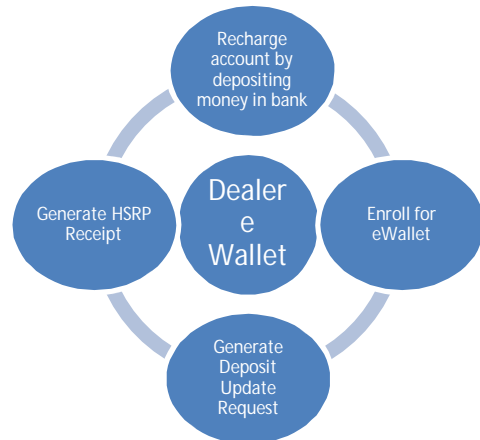 Recharge
account by
depositing
money in bank
Generate HSRP
Receipt
Dealer
e
Wallet
Enroll for
eWallet
Generate
Deposit
Update
Request